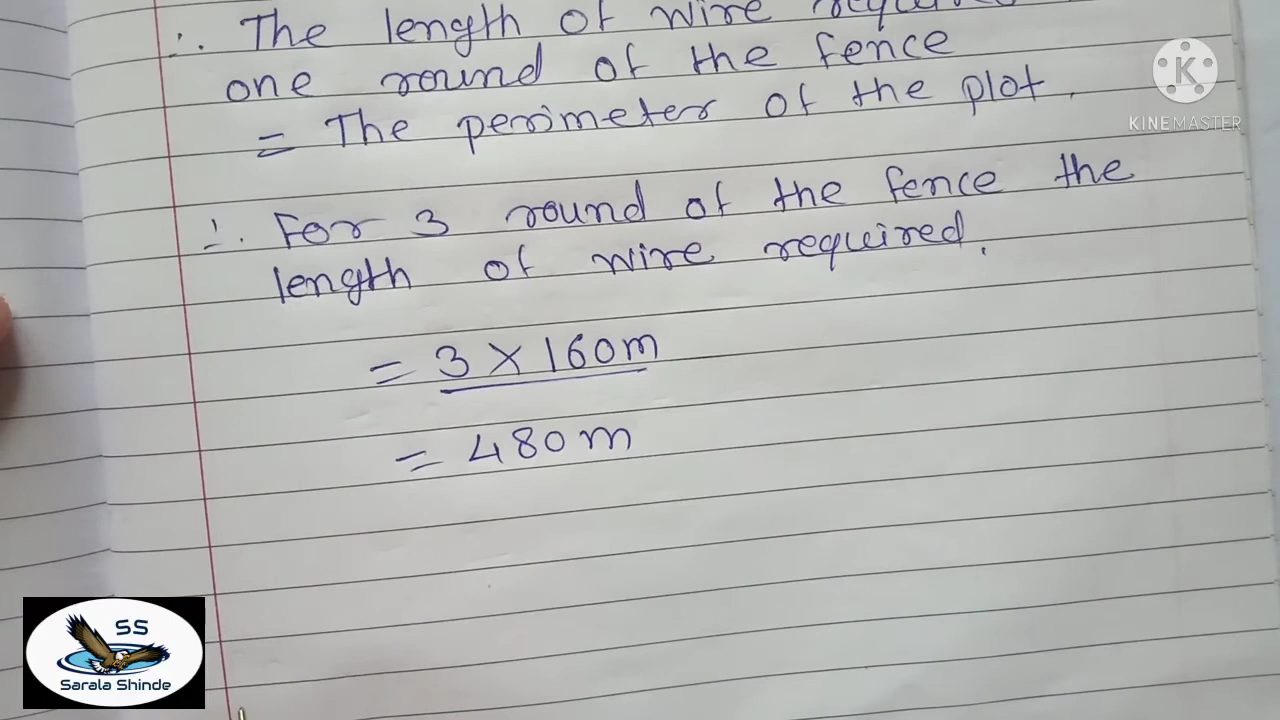 ∴ The length of wire required
one round of the fence
= The perimeter of the plot.
∴ For 3 round of the fence the
length of wire required.
= 3 × 160m
= 480m
KINEMASTER
SS
Sarala Shinde